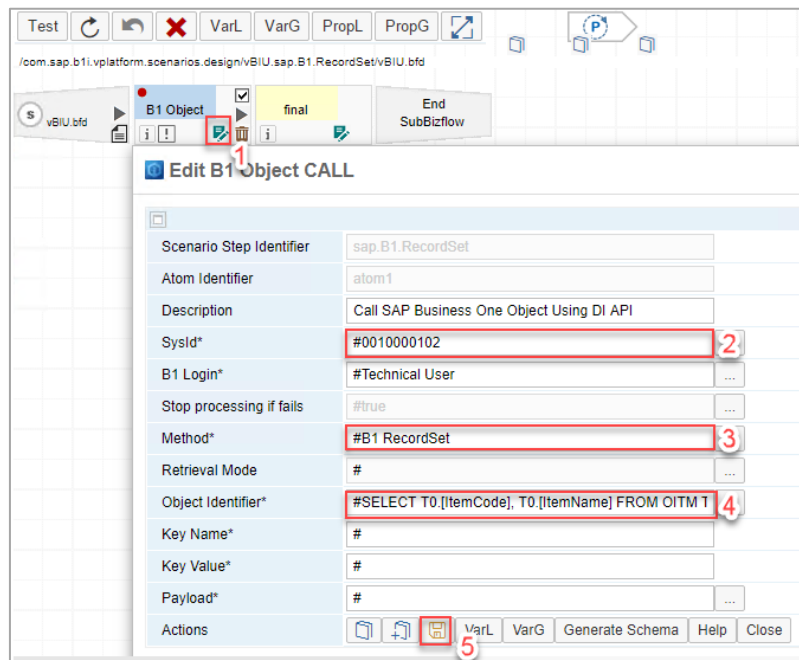 Test VarL VarG PropL PropG
P
/com.sap.b1i.vplatform.scenarios.design/vBIU.sap.B1.RecordSet/vBIU.bfd
S vBIU.bfd
B1 Object
i !
1
final
i
End
SubBizflow
Edit B1 Object CALL
Scenario Step Identifier sap.B1.RecordSet
Atom Identifier atom1
Description Call SAP Business One Object Using DI API
SysId* #0010000102 2
B1 Login* #Technical User ...
Stop processing if fails #true ...
Method* #B1 RecordSet 3
Retrieval Mode # ...
Object Identifier* #SELECT T0.[ItemCode], T0.[ItemName] FROM OITM T 4
Key Name* #
Key Value* #
Payload* # ...
Actions VarL VarG Generate Schema Help Close
5